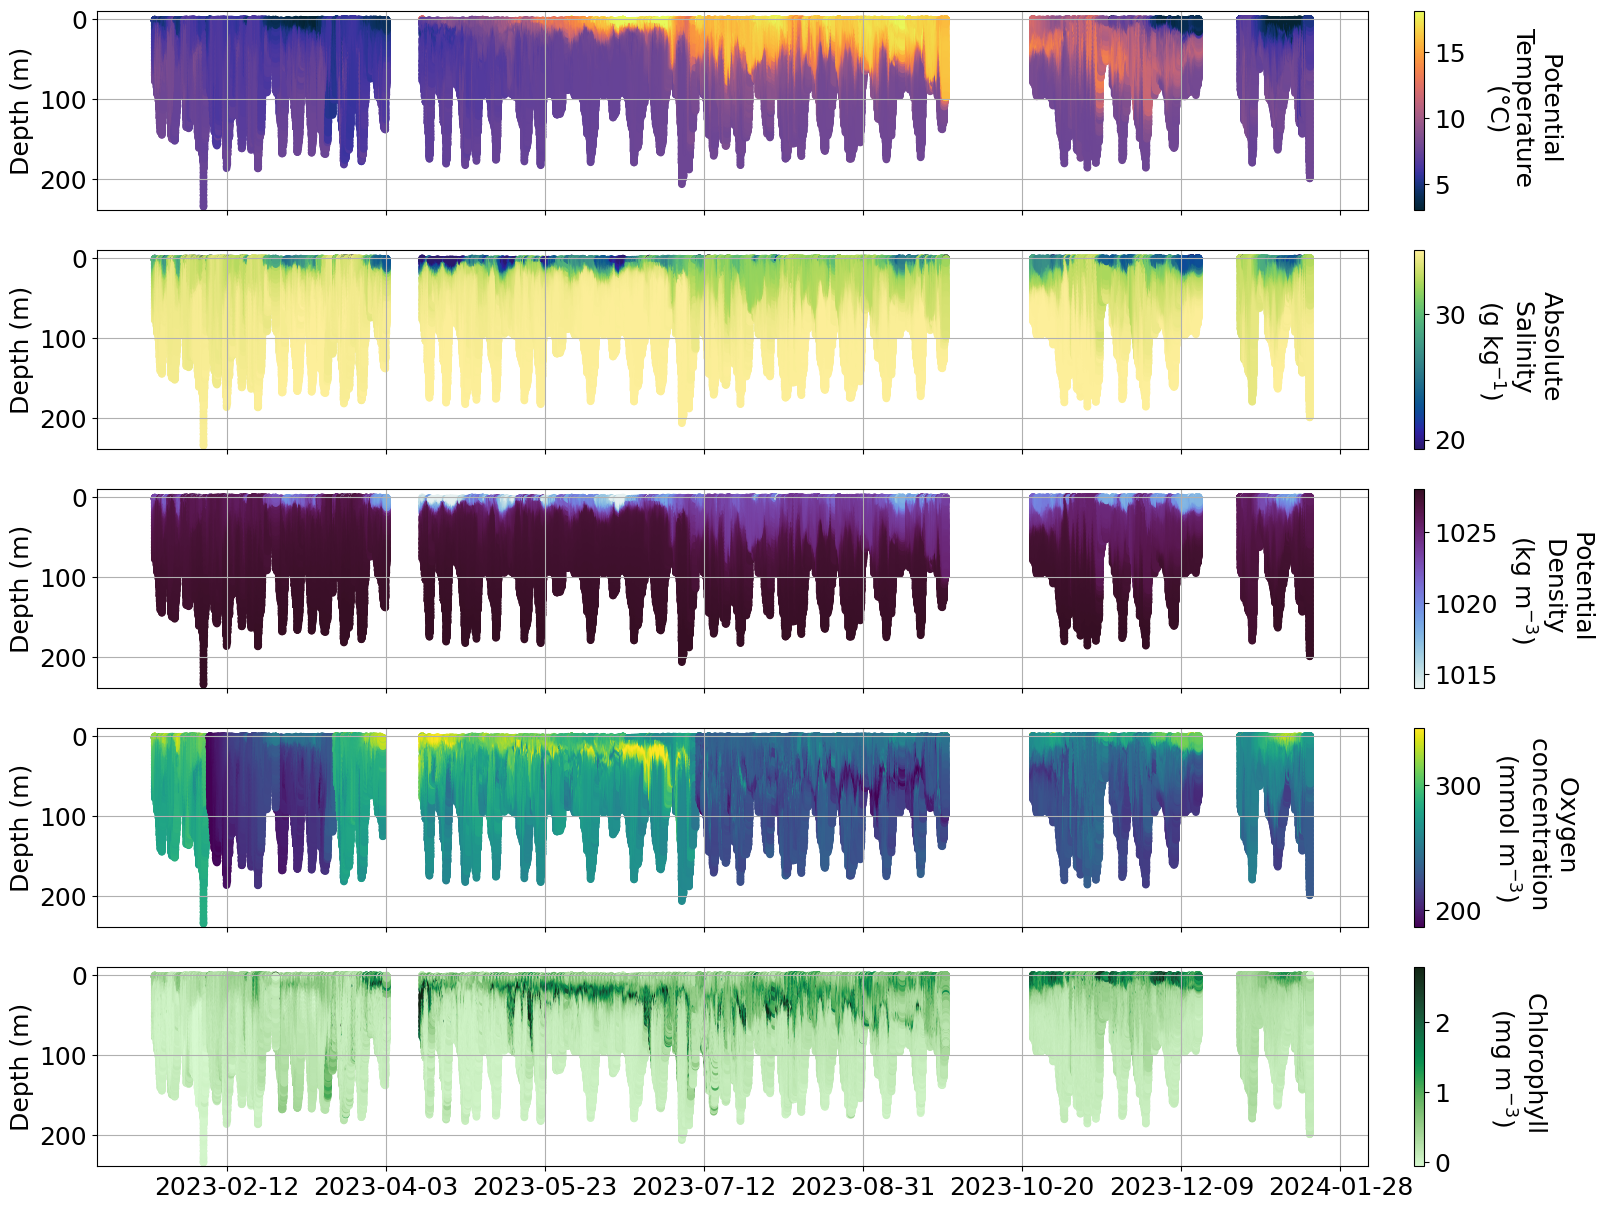 0
100
200
Depth (m)
15
10
5
Potential
Temperature
(°C)
0
100
200
Depth (m)
30
20
Absolute
Salinity
(g kg⁻¹)
0
100
200
Depth (m)
1025
1020
1015
Potential
Density
(kg m⁻³)
0
100
200
Depth (m)
300
200
Oxygen
concentration
(mmol m⁻³)
0
100
200
Depth (m)
2
1
0
Chlorophyll
(mg m⁻³)
2023-02-12 2023-04-03 2023-05-23 2023-07-12 2023-08-31 2023-10-20 2023-12-09 2024-01-28